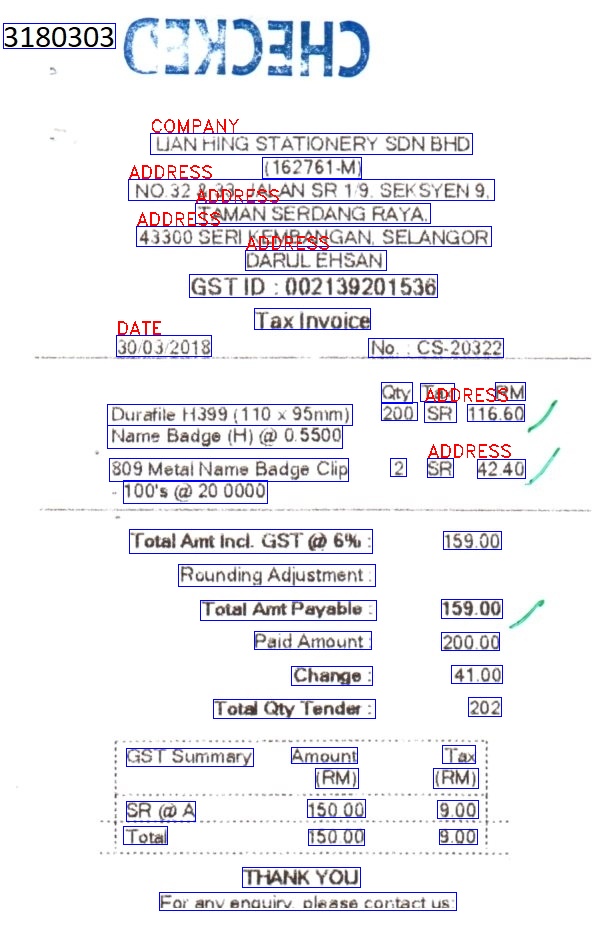 3180303
CHECKED
COMPANY
LIAN HING STATIONERY SDN BHD
(162761-M)
ADDRESS
NO.32 & 33, JALAN SR 1/9, SEKSYEN 9,
ADDRESS
TAMAN SERDANG RAYA,
ADDRESS
43300 SERI KEMBANGAN, SELANGOR
ADDRESS
DARUL EHSAN
GST ID : 002139201536
Tax Invoice
DATE
30/03/2018 No. : CS-20322
Qty Tax RM
ADDRESS
Durafile H399 (110 x 95mm) 200 SR 116.60
Name Badge (H) @ 0.5500
ADDRESS
809 Metal Name Badge Clip 2 SR 42.40
- 100's @ 20 0000
Total Amt Incl. GST @ 6% : 159.00
Rounding Adjustment :
Total Amt Payable : 159.00
Paid Amount : 200.00
Change : 41.00
Total Qty Tender : 202
GST Summary Amount Tax
(RM) (RM)
SR @ A 150.00 9.00
Total 150.00 9.00
THANK YOU
For any enquiry, please contact us: